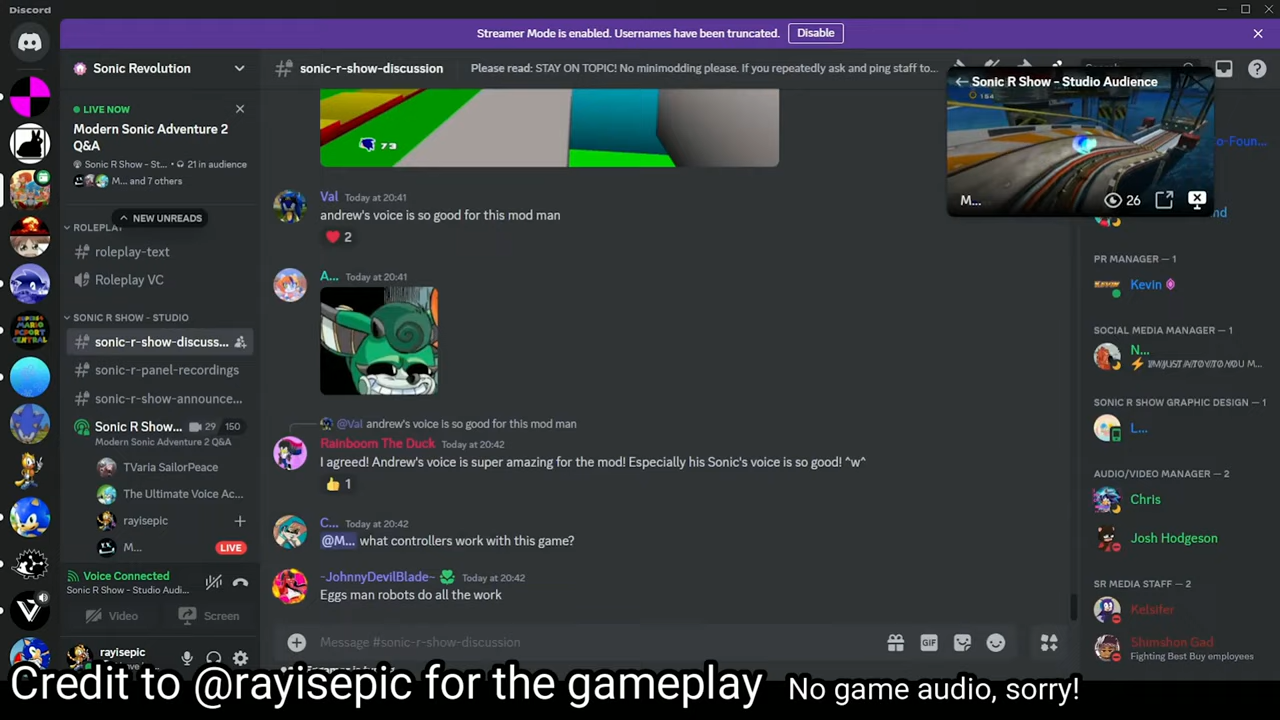 Discord
Streamer Mode is enabled. Usernames have been truncated.
Disable
Sonic Revolution
sonic-r-show-discussion
Please read: STAY ON TOPIC! No minimodding please. If you repeatedly ask and ping staff to...
LIVE NOW
Modern Sonic Adventure 2
Q&A
Sonic R Show - St... • 21 in audience
M... and 7 others
NEW UNREADS
ROLEPLAY
roleplay-text
Roleplay VC
SONIC R SHOW - STUDIO
sonic-r-show-discuss...
sonic-r-panel-recordings
sonic-r-show-announce...
Sonic R Show... 29 150
Modern Sonic Adventure 2 Q&A
TVaria SailorPeace
The Ultimate Voice Ac...
rayisepic
M... LIVE
Voice Connected
Sonic R Show - Studio Audi...
Video
Screen
rayisepic
73
Val Today at 20:41
andrew's voice is so good for this mod man
2
A... Today at 20:41
@Val andrew's voice is so good for this mod man
Rainboom The Duck Today at 20:42
I agreed! Andrew's voice is super amazing for the mod! Especially his Sonic's voice is so good! ^w^
1
C... Today at 20:42
@M... what controllers work with this game?
~JohnnyDevilBlade~ Today at 20:42
Eggs man robots do all the work
Message #sonic-r-show-discussion
GIF
Sonic R Show - Studio Audience
M...
26
o-Foun...
PR MANAGER — 1
Kevin
SOCIAL MEDIA MANAGER — 1
N...
SONIC R SHOW GRAPHIC DESIGN — 1
L...
AUDIO/VIDEO MANAGER — 2
Chris
Josh Hodgeson
SR MEDIA STAFF — 2
Kelsifer
Shimshon Gad
Fighting Best Buy employees
Credit to @rayisepic for the gameplay
No game audio, sorry!